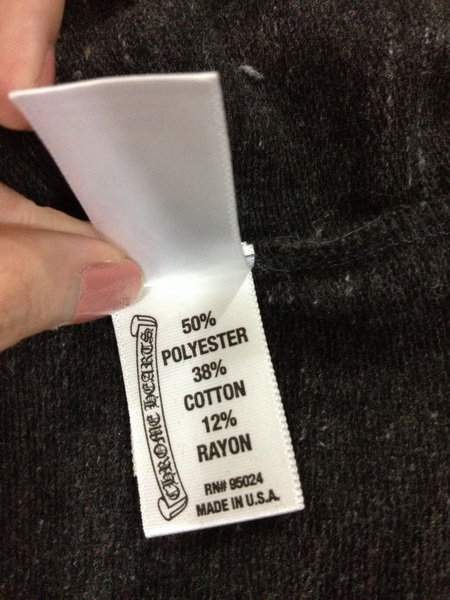 CHROME HEARTS
50%
POLYESTER
38%
COTTON
12%
RAYON
RN# 95024
MADE IN U.S.A.